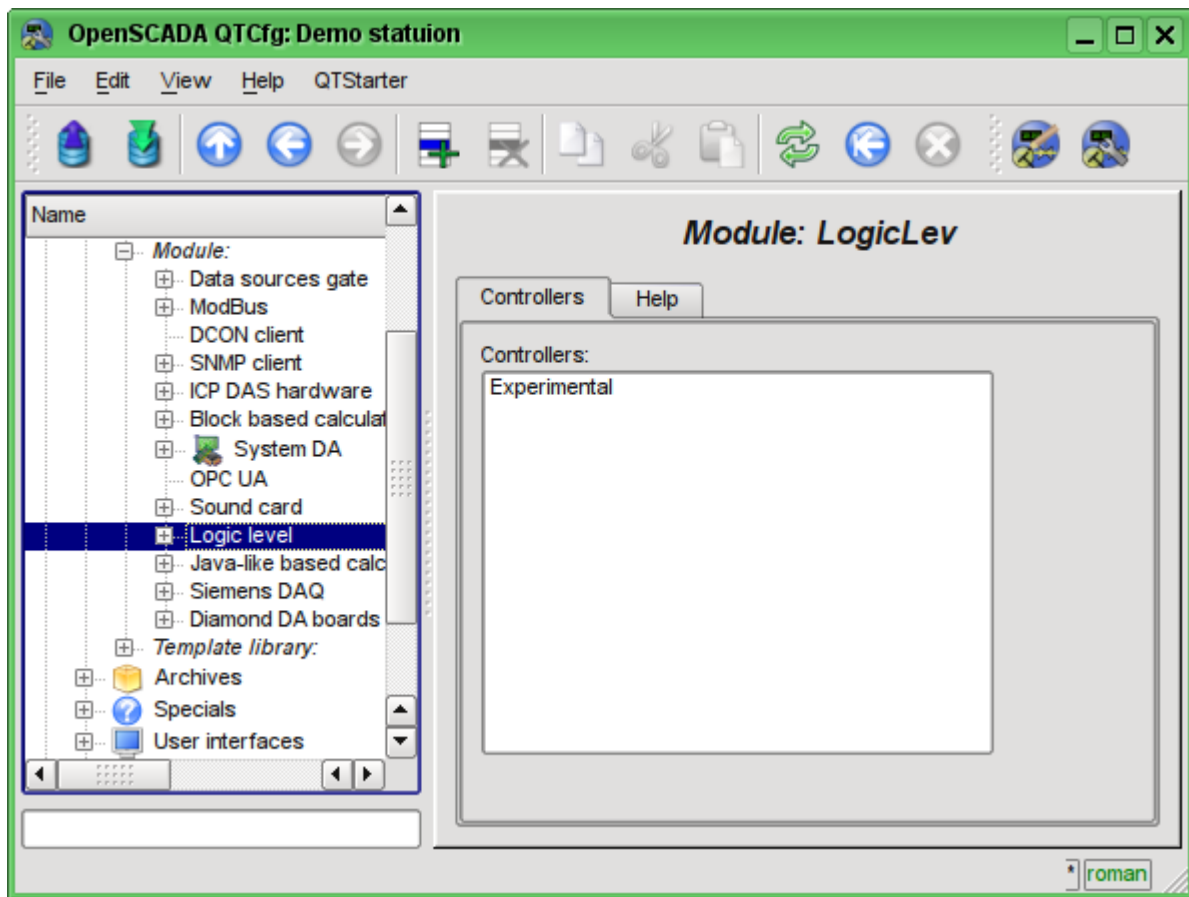 OpenSCADA QTCfg: Demo statuion
File Edit View Help QTStarter
Name
Module:
Data sources gate
ModBus
DCON client
SNMP client
ICP DAS hardware
Block based calculat
System DA
OPC UA
Sound card
Logic level
Java-like based calc
Siemens DAQ
Diamond DA boards
Template library:
Archives
Specials
User interfaces
Module: LogicLev
Controllers Help
Controllers:
Experimental
* roman